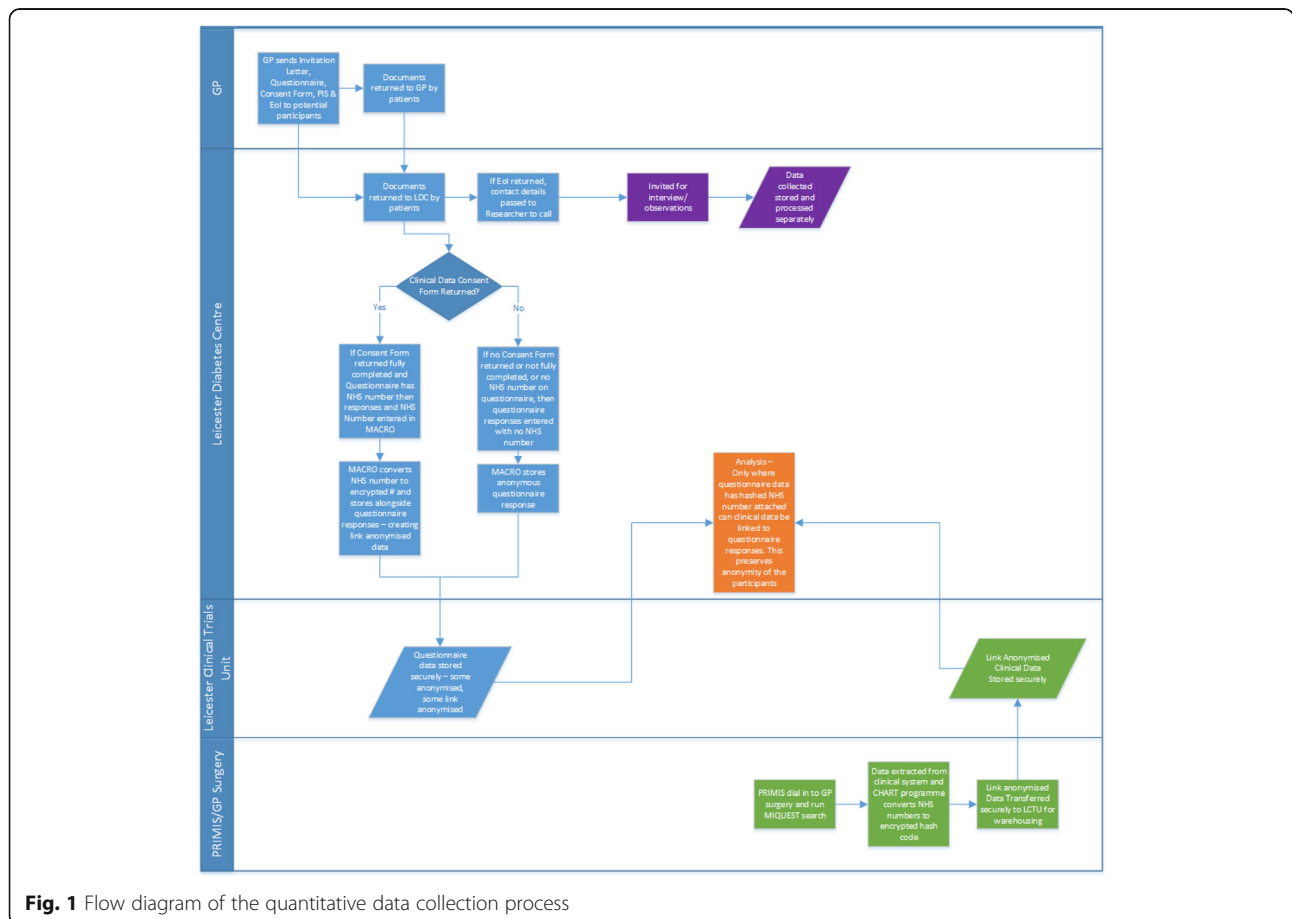 GP
GP sends Invitation
Letter,
Questionnaire,
Consent Form, PIS &
EoI to potential
participants
Documents
returned to GP by
patients
Leicester Diabetes Centre
Documents
returned to LDC by
patients
If EoI returned,
contact details
passed to
Researcher to call
Invited for
interview/
observations
Data
collected
stored and
processed
separately
Clinical Data Consent
Form Returned?
Yes
No
If Consent Form
returned fully
completed and
Questionnaire has
NHS number then
responses and NHS
Number entered in
MACRO
If no Consent Form
returned or not fully
completed, or no
NHS number on
questionnaire, then
questionnaire
responses entered
with no NHS
number
MACRO converts
NHS number to
encrypted # and
stores alongside
questionnaire
responses – creating
link anonymised
data
MACRO stores
anonymous
questionnaire
response
Analysis –
Only where
questionnaire data
has hashed NHS
number attached
can clinical data be
linked to
questionnaire
responses. This
preserves
anonymity of the
participants
Leicester Clinical Trials
Unit
Questionnaire
data stored
securely – some
anonymised,
some link
anonymised
Link Anonymised
Clinical Data
Stored securely
PRIMIS/GP Surgery
PRIMIS dial in to GP
surgery and run
MIQUEST search
Data extracted from
clinical system and
CHART programme
converts NHS
numbers to
encrypted hash
code
Link anonymised
Data Transferred
securely to LCTU for
warehousing
Fig. 1 Flow diagram of the quantitative data collection process